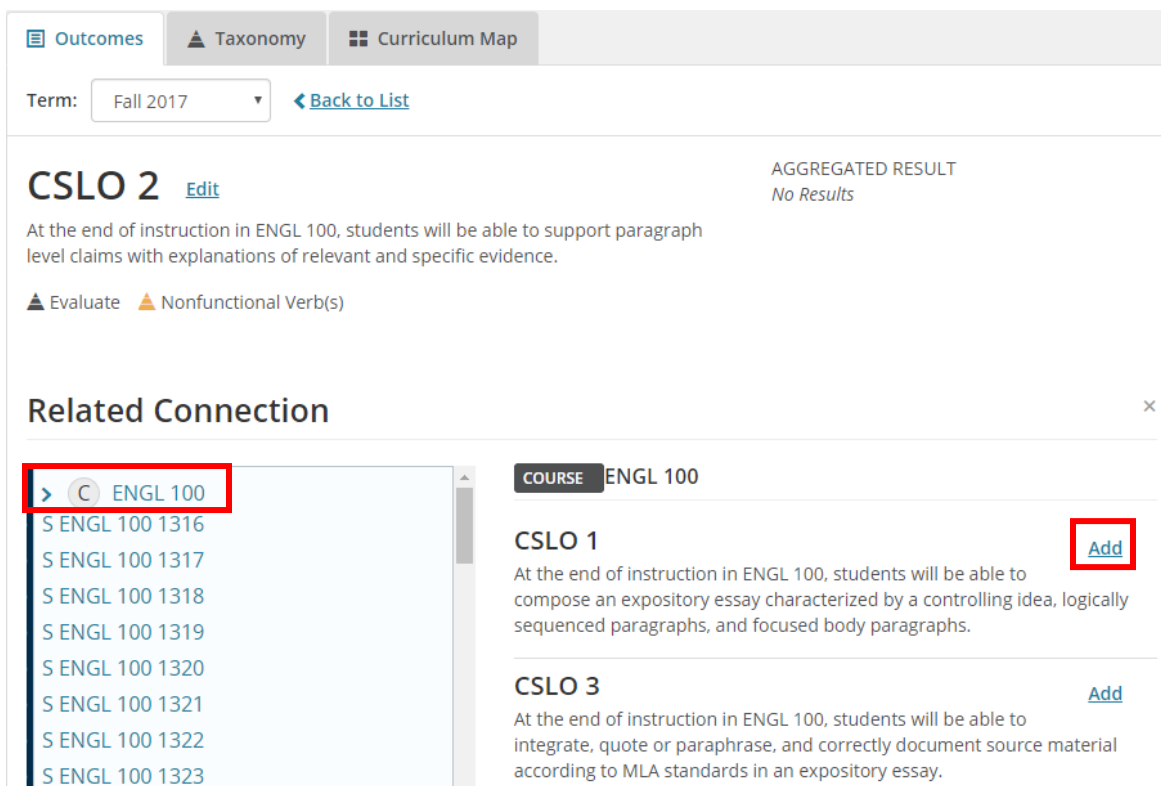 Outcomes Taxonomy Curriculum Map
Term: Fall 2017 Back to List
CSLO 2 Edit
At the end of instruction in ENGL 100, students will be able to support paragraph
level claims with explanations of relevant and specific evidence.
Evaluate Nonfunctional Verb(s)
AGGREGATED RESULT
No Results
Related Connection ×
C ENGL 100
S ENGL 100 1316
S ENGL 100 1317
S ENGL 100 1318
S ENGL 100 1319
S ENGL 100 1320
S ENGL 100 1321
S ENGL 100 1322
S ENGL 100 1323
COURSE ENGL 100
CSLO 1 Add
At the end of instruction in ENGL 100, students will be able to
compose an expository essay characterized by a controlling idea, logically
sequenced paragraphs, and focused body paragraphs.
CSLO 3 Add
At the end of instruction in ENGL 100, students will be able to
integrate, quote or paraphrase, and correctly document source material
according to MLA standards in an expository essay.